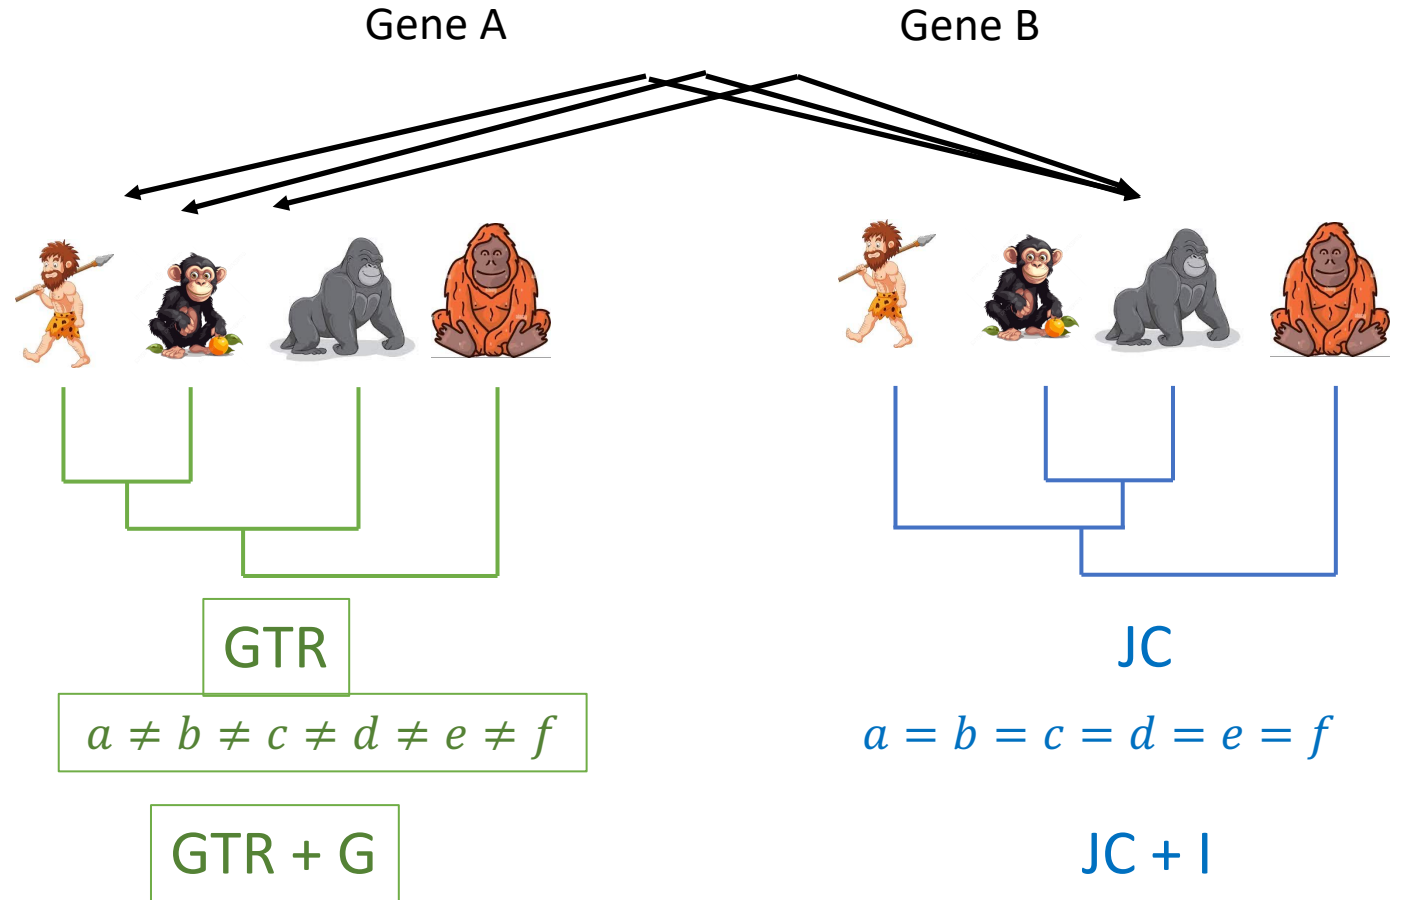 Gene A
Gene B
GTR
a ≠ b ≠ c ≠ d ≠ e ≠ f
GTR + G
JC
a = b = c = d = e = f
JC + I